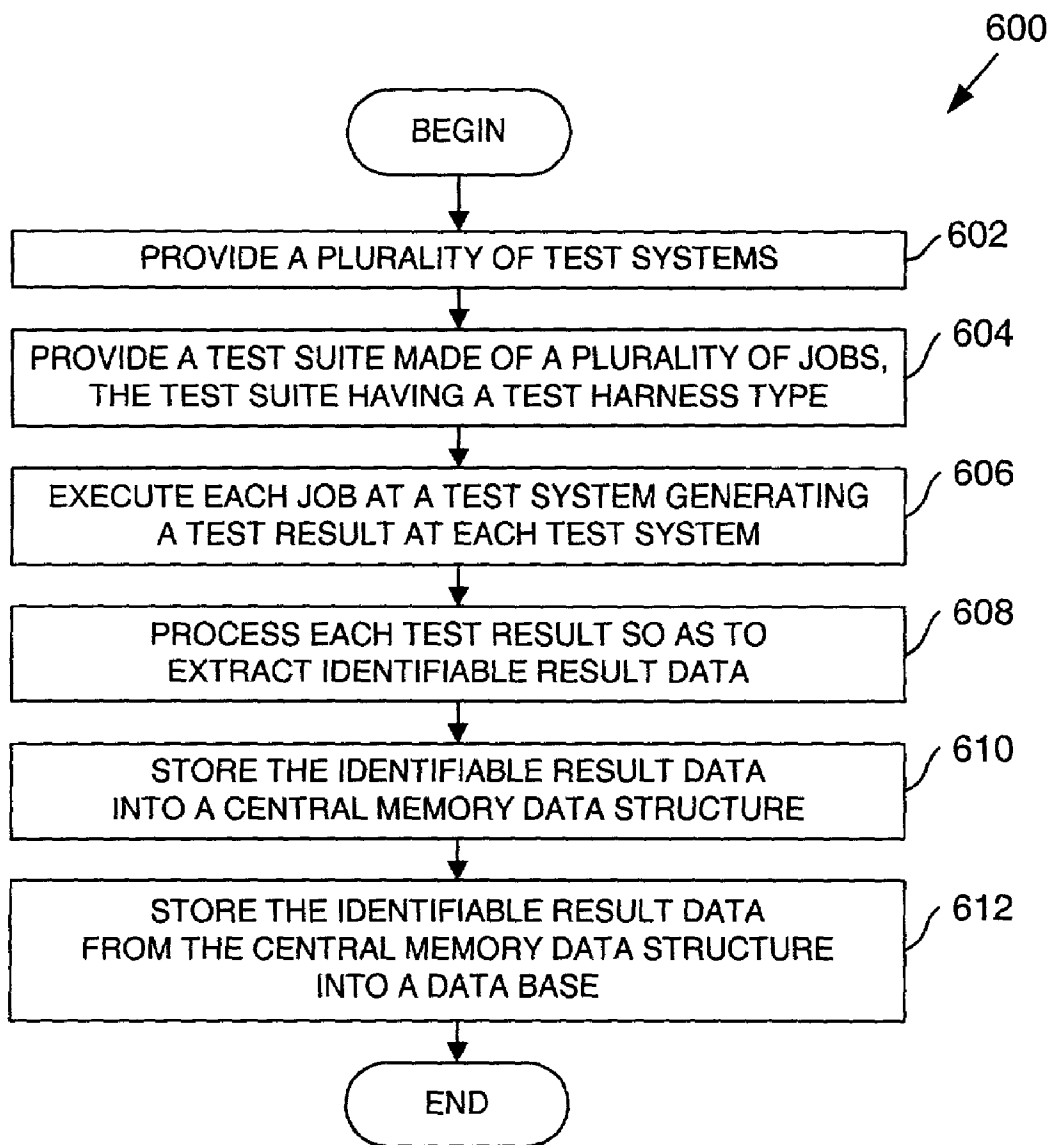 600
BEGIN
PROVIDE A PLURALITY OF TEST SYSTEMS
602
PROVIDE A TEST SUITE MADE OF A PLURALITY OF JOBS,
THE TEST SUITE HAVING A TEST HARNESS TYPE
604
EXECUTE EACH JOB AT A TEST SYSTEM GENERATING
A TEST RESULT AT EACH TEST SYSTEM
606
PROCESS EACH TEST RESULT SO AS TO
EXTRACT IDENTIFIABLE RESULT DATA
608
STORE THE IDENTIFIABLE RESULT DATA
INTO A CENTRAL MEMORY DATA STRUCTURE
610
STORE THE IDENTIFIABLE RESULT DATA
FROM THE CENTRAL MEMORY DATA STRUCTURE
INTO A DATA BASE
612
END